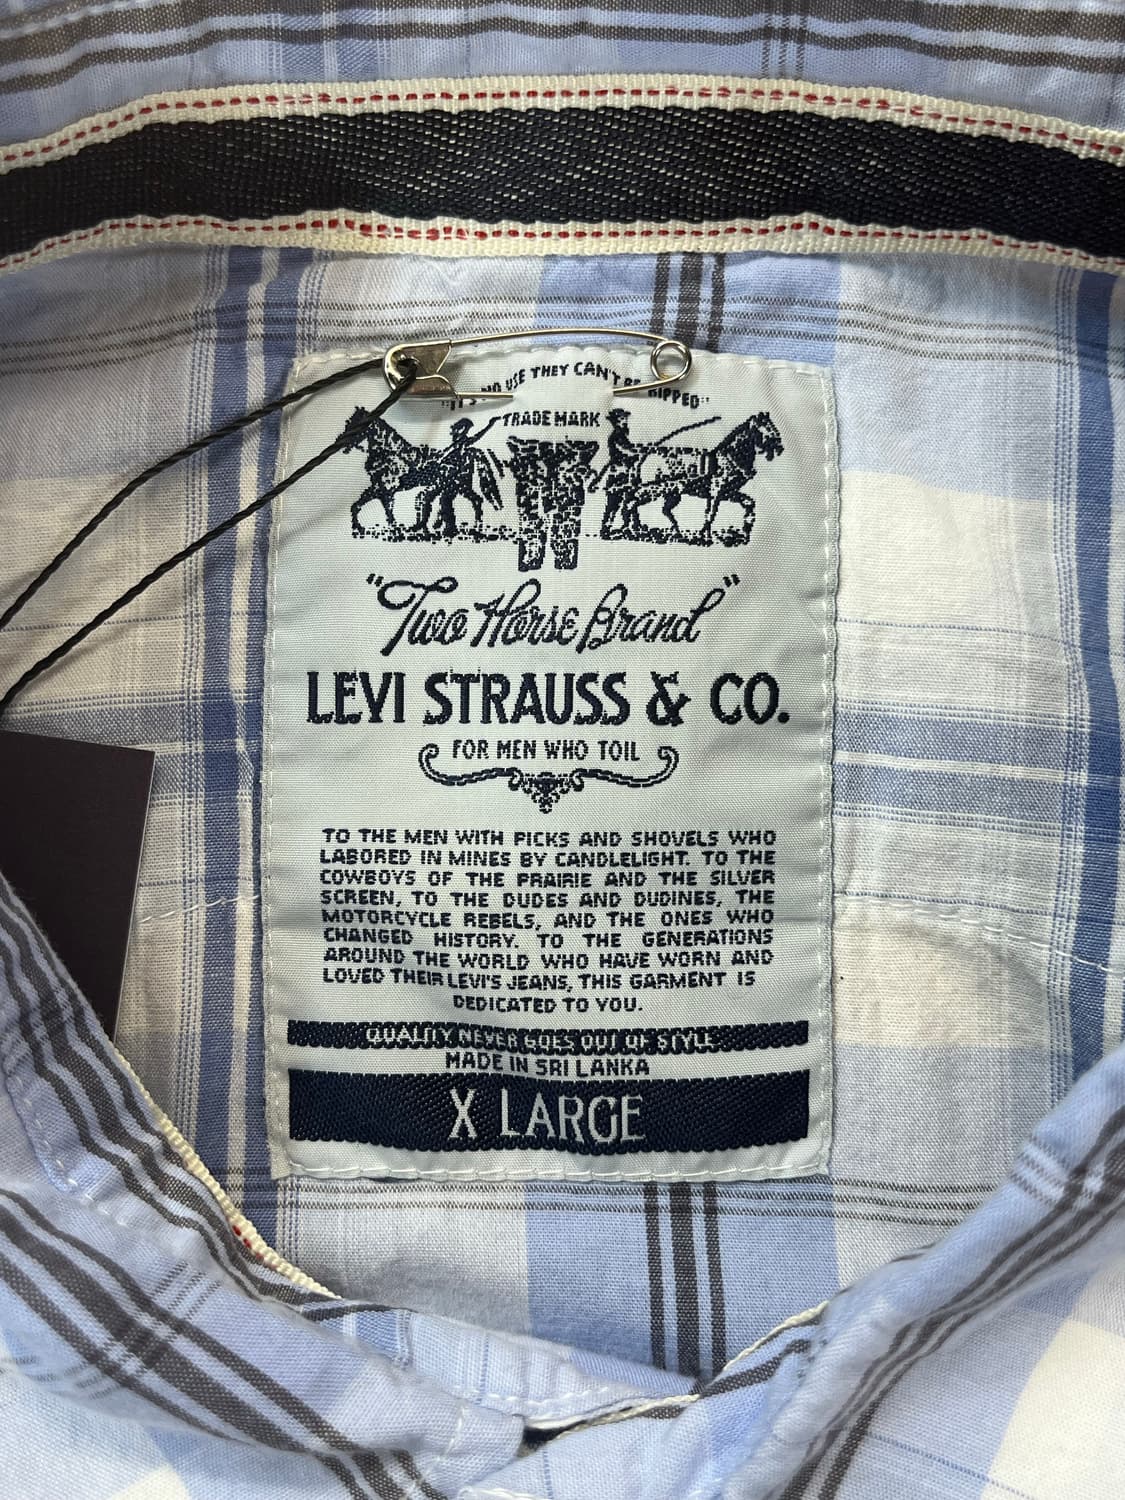 "IT'S NO USE THEY CAN'T BE RIPPED"
TRADE MARK
"Two Horse Brand"
LEVI STRAUSS & CO.
FOR MEN WHO TOIL
TO THE MEN WITH PICKS AND SHOVELS WHO
LABORED IN MINES BY CANDLELIGHT. TO THE
COWBOYS OF THE PRAIRIE AND THE SILVER
SCREEN, TO THE DUDES AND DUDINES, THE
MOTORCYCLE REBELS, AND THE ONES WHO
CHANGED HISTORY. TO THE GENERATIONS
AROUND THE WORLD WHO HAVE WORN AND
LOVED THEIR LEVI'S JEANS, THIS GARMENT IS
DEDICATED TO YOU.
QUALITY NEVER GOES OUT OF STYLE
MADE IN SRI LANKA
X LARGE